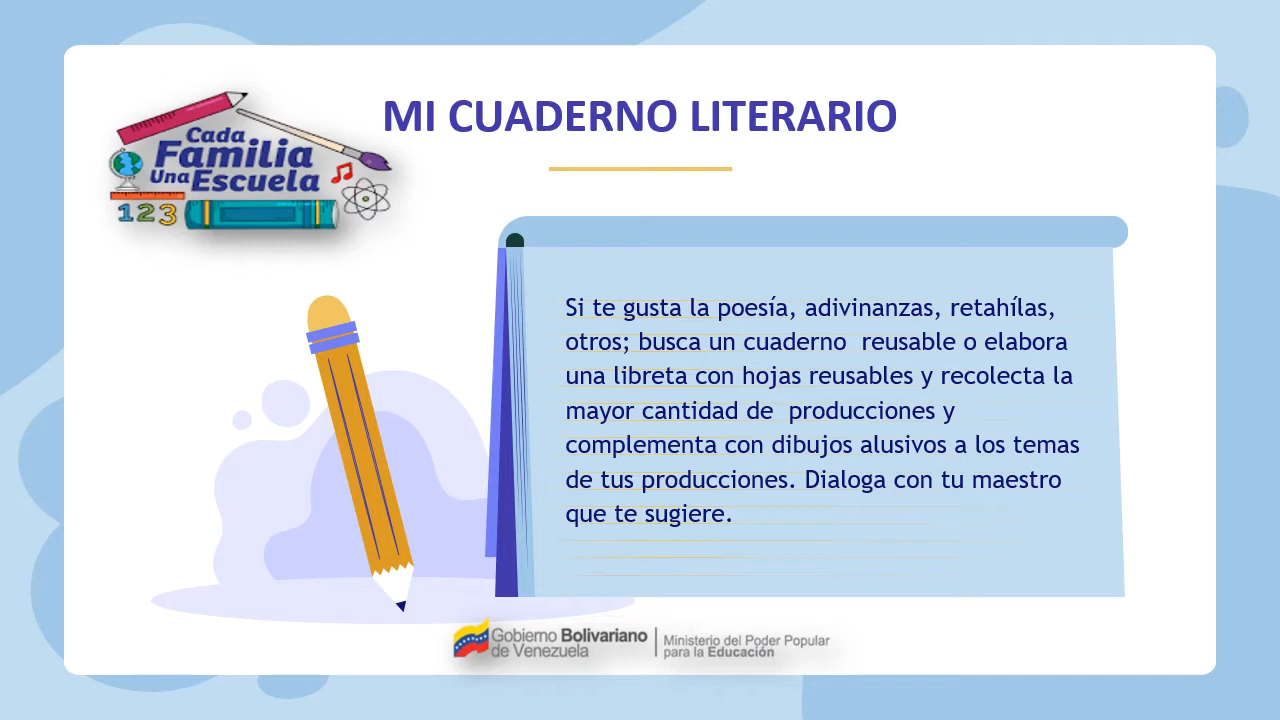 MI CUADERNO LITERARIO
Cada
Familia
Una Escuela
123
Si te gusta la poesía, adivinanzas, retahílas,
otros; busca un cuaderno  reusable o elabora
una libreta con hojas reusables y recolecta la
mayor cantidad de  producciones y
complementa con dibujos alusivos a los temas
de tus producciones. Dialoga con tu maestro
que te sugiere.
Gobierno Bolivariano
de Venezuela
Ministerio del Poder Popular
para la Educación